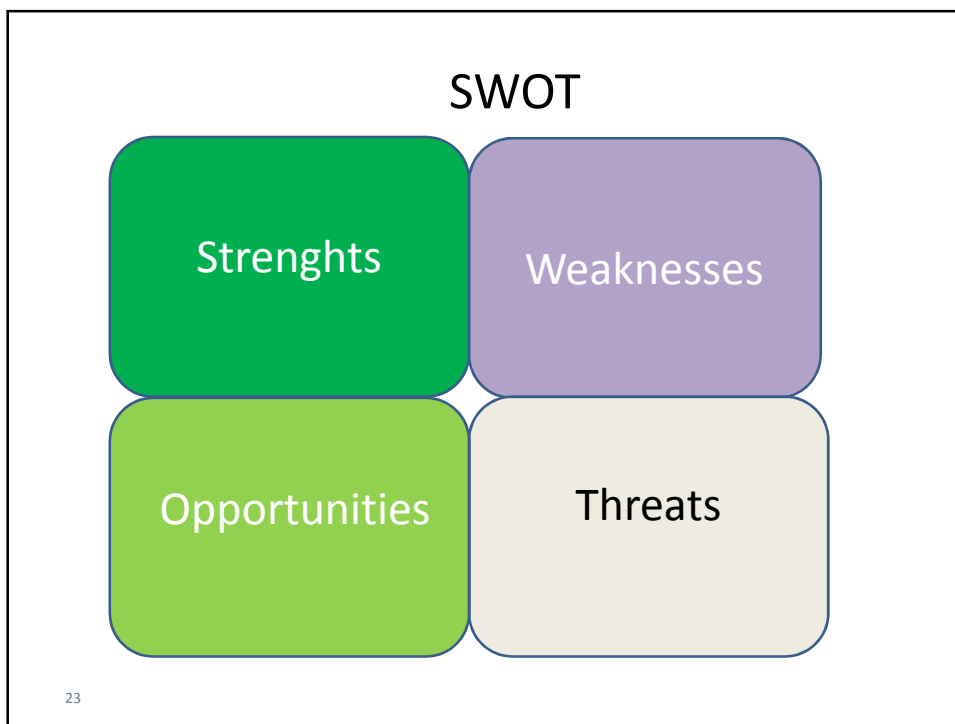 SWOT
Strenghts
Weaknesses
Opportunities
Threats
23